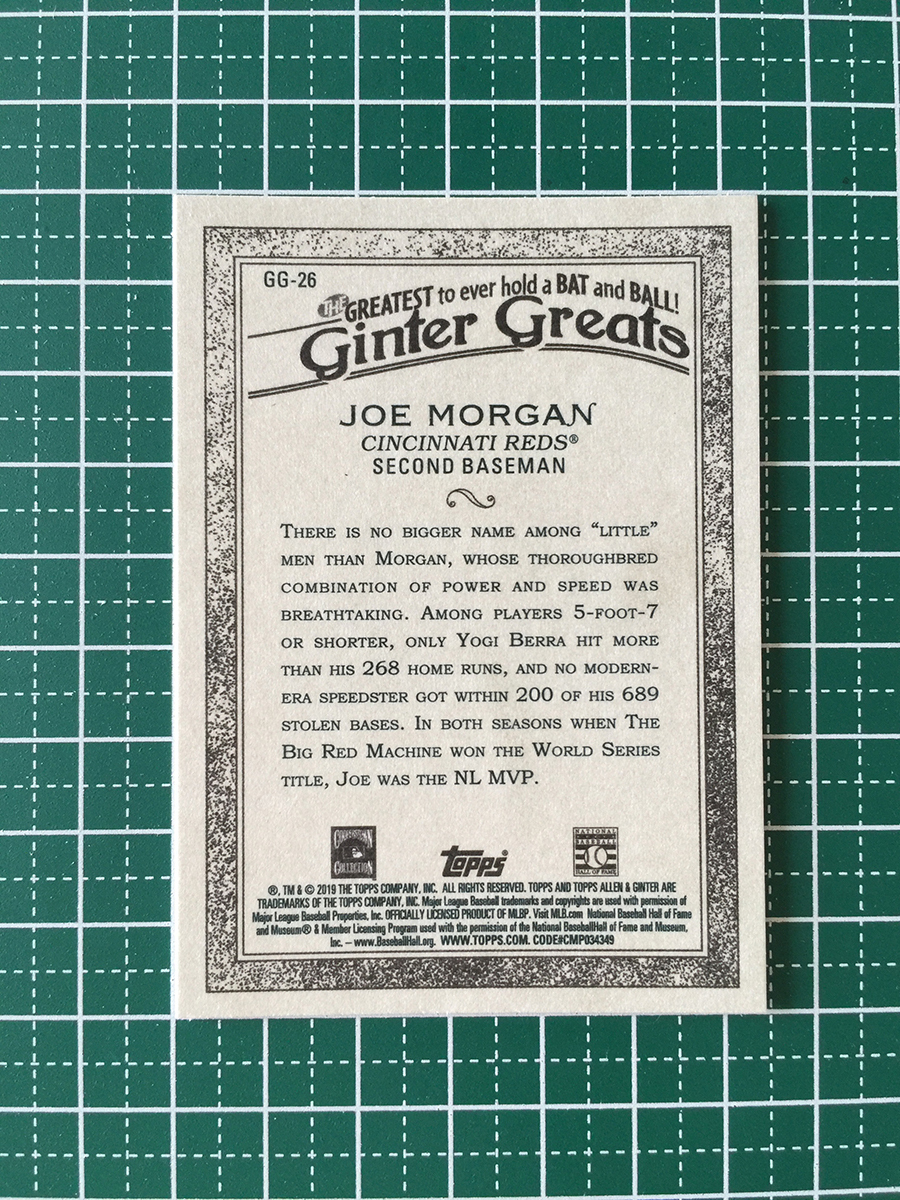 GG-26
THE GREATEST to ever hold a BAT and BALL!
Ginter Greats
JOE MORGAN
CINCINNATI REDS®
SECOND BASEMAN
THERE IS NO BIGGER NAME AMONG “LITTLE”
MEN THAN MORGAN, WHOSE THOROUGHBRED
COMBINATION OF POWER AND SPEED WAS
BREATHTAKING. AMONG PLAYERS 5-FOOT-7
OR SHORTER, ONLY YOGI BERRA HIT MORE
THAN HIS 268 HOME RUNS, AND NO MODERN-
ERA SPEEDSTER GOT WITHIN 200 OF HIS 689
STOLEN BASES. IN BOTH SEASONS WHEN THE
BIG RED MACHINE WON THE WORLD SERIES
TITLE, JOE WAS THE NL MVP.
COOPERSTOWN
COLLECTION
topps®
NATIONAL
BASEBALL
HALL OF FAME
®, TM & © 2019 THE TOPPS COMPANY, INC. ALL RIGHTS RESERVED. TOPPS AND TOPPS ALLEN & GINTER ARE
TRADEMARKS OF THE TOPPS COMPANY, INC. Major League Baseball trademarks and copyrights are used with permission of
Major League Baseball Properties, Inc. OFFICIALLY LICENSED PRODUCT OF MLBP. Visit MLB.com National Baseball Hall of Fame
and Museum® & Member Licensing Program used with the permission of the National BaseballHall of Fame and Museum,
Inc. – www.BaseballHall.org. WWW.TOPPS.COM. CODE#CMP034349